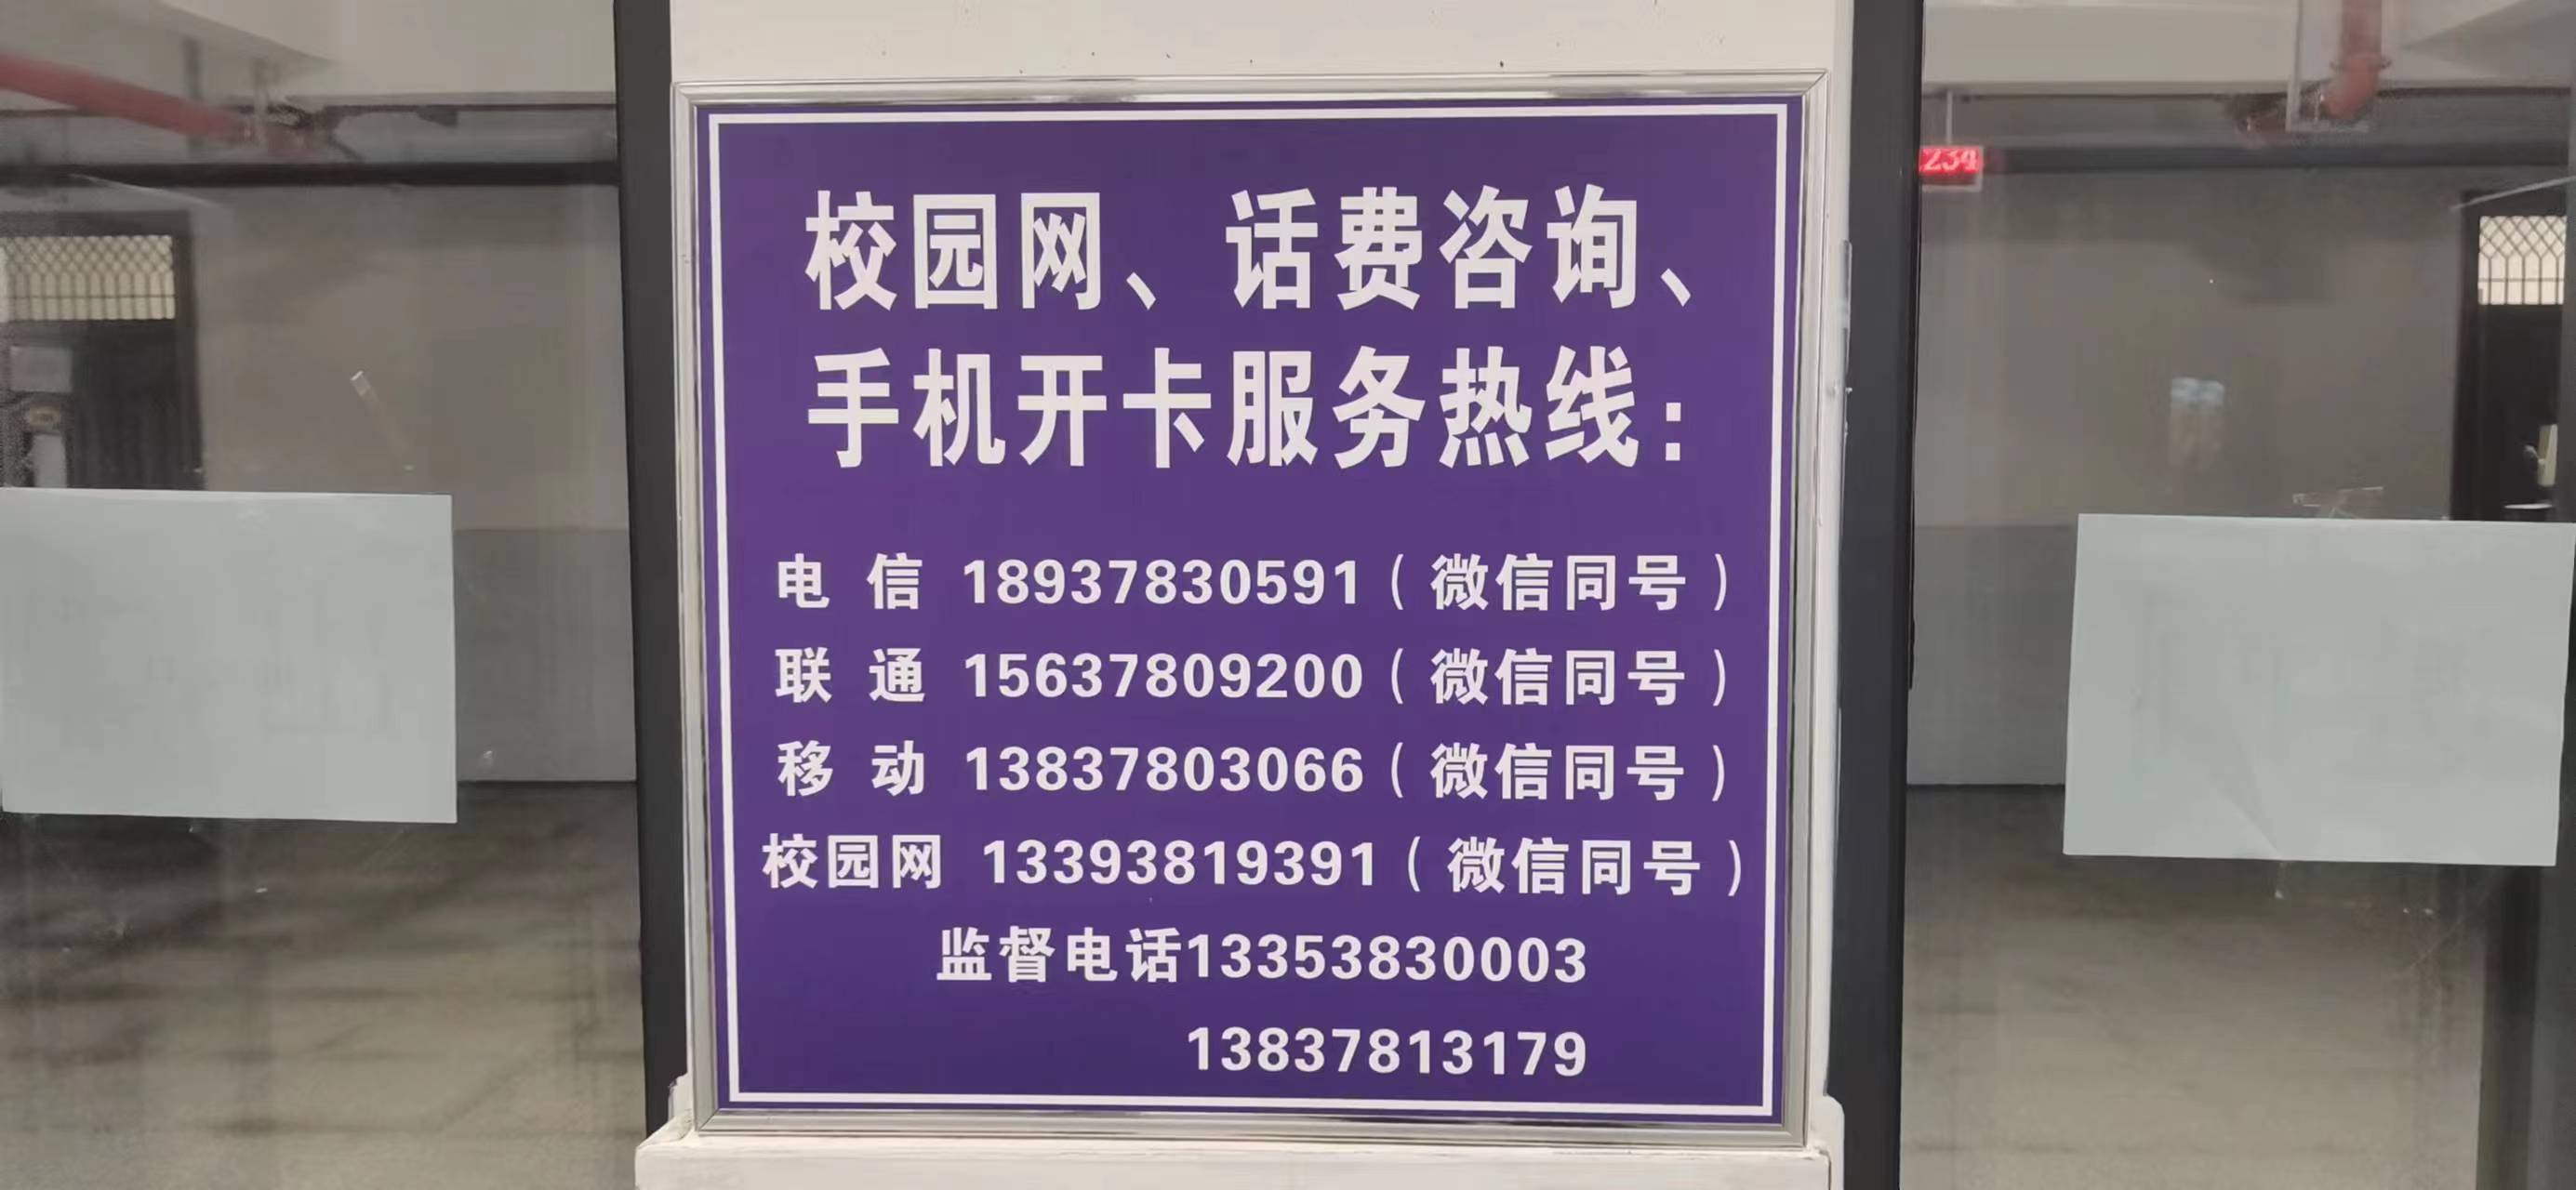 校园网、话费咨询、
手机开卡服务热线：
电 信 18937830591（微信同号）
联 通 15637809200（微信同号）
移 动 13837803066（微信同号）
校园网 13393819391（微信同号）
监督电话13353830003
13837813179
234